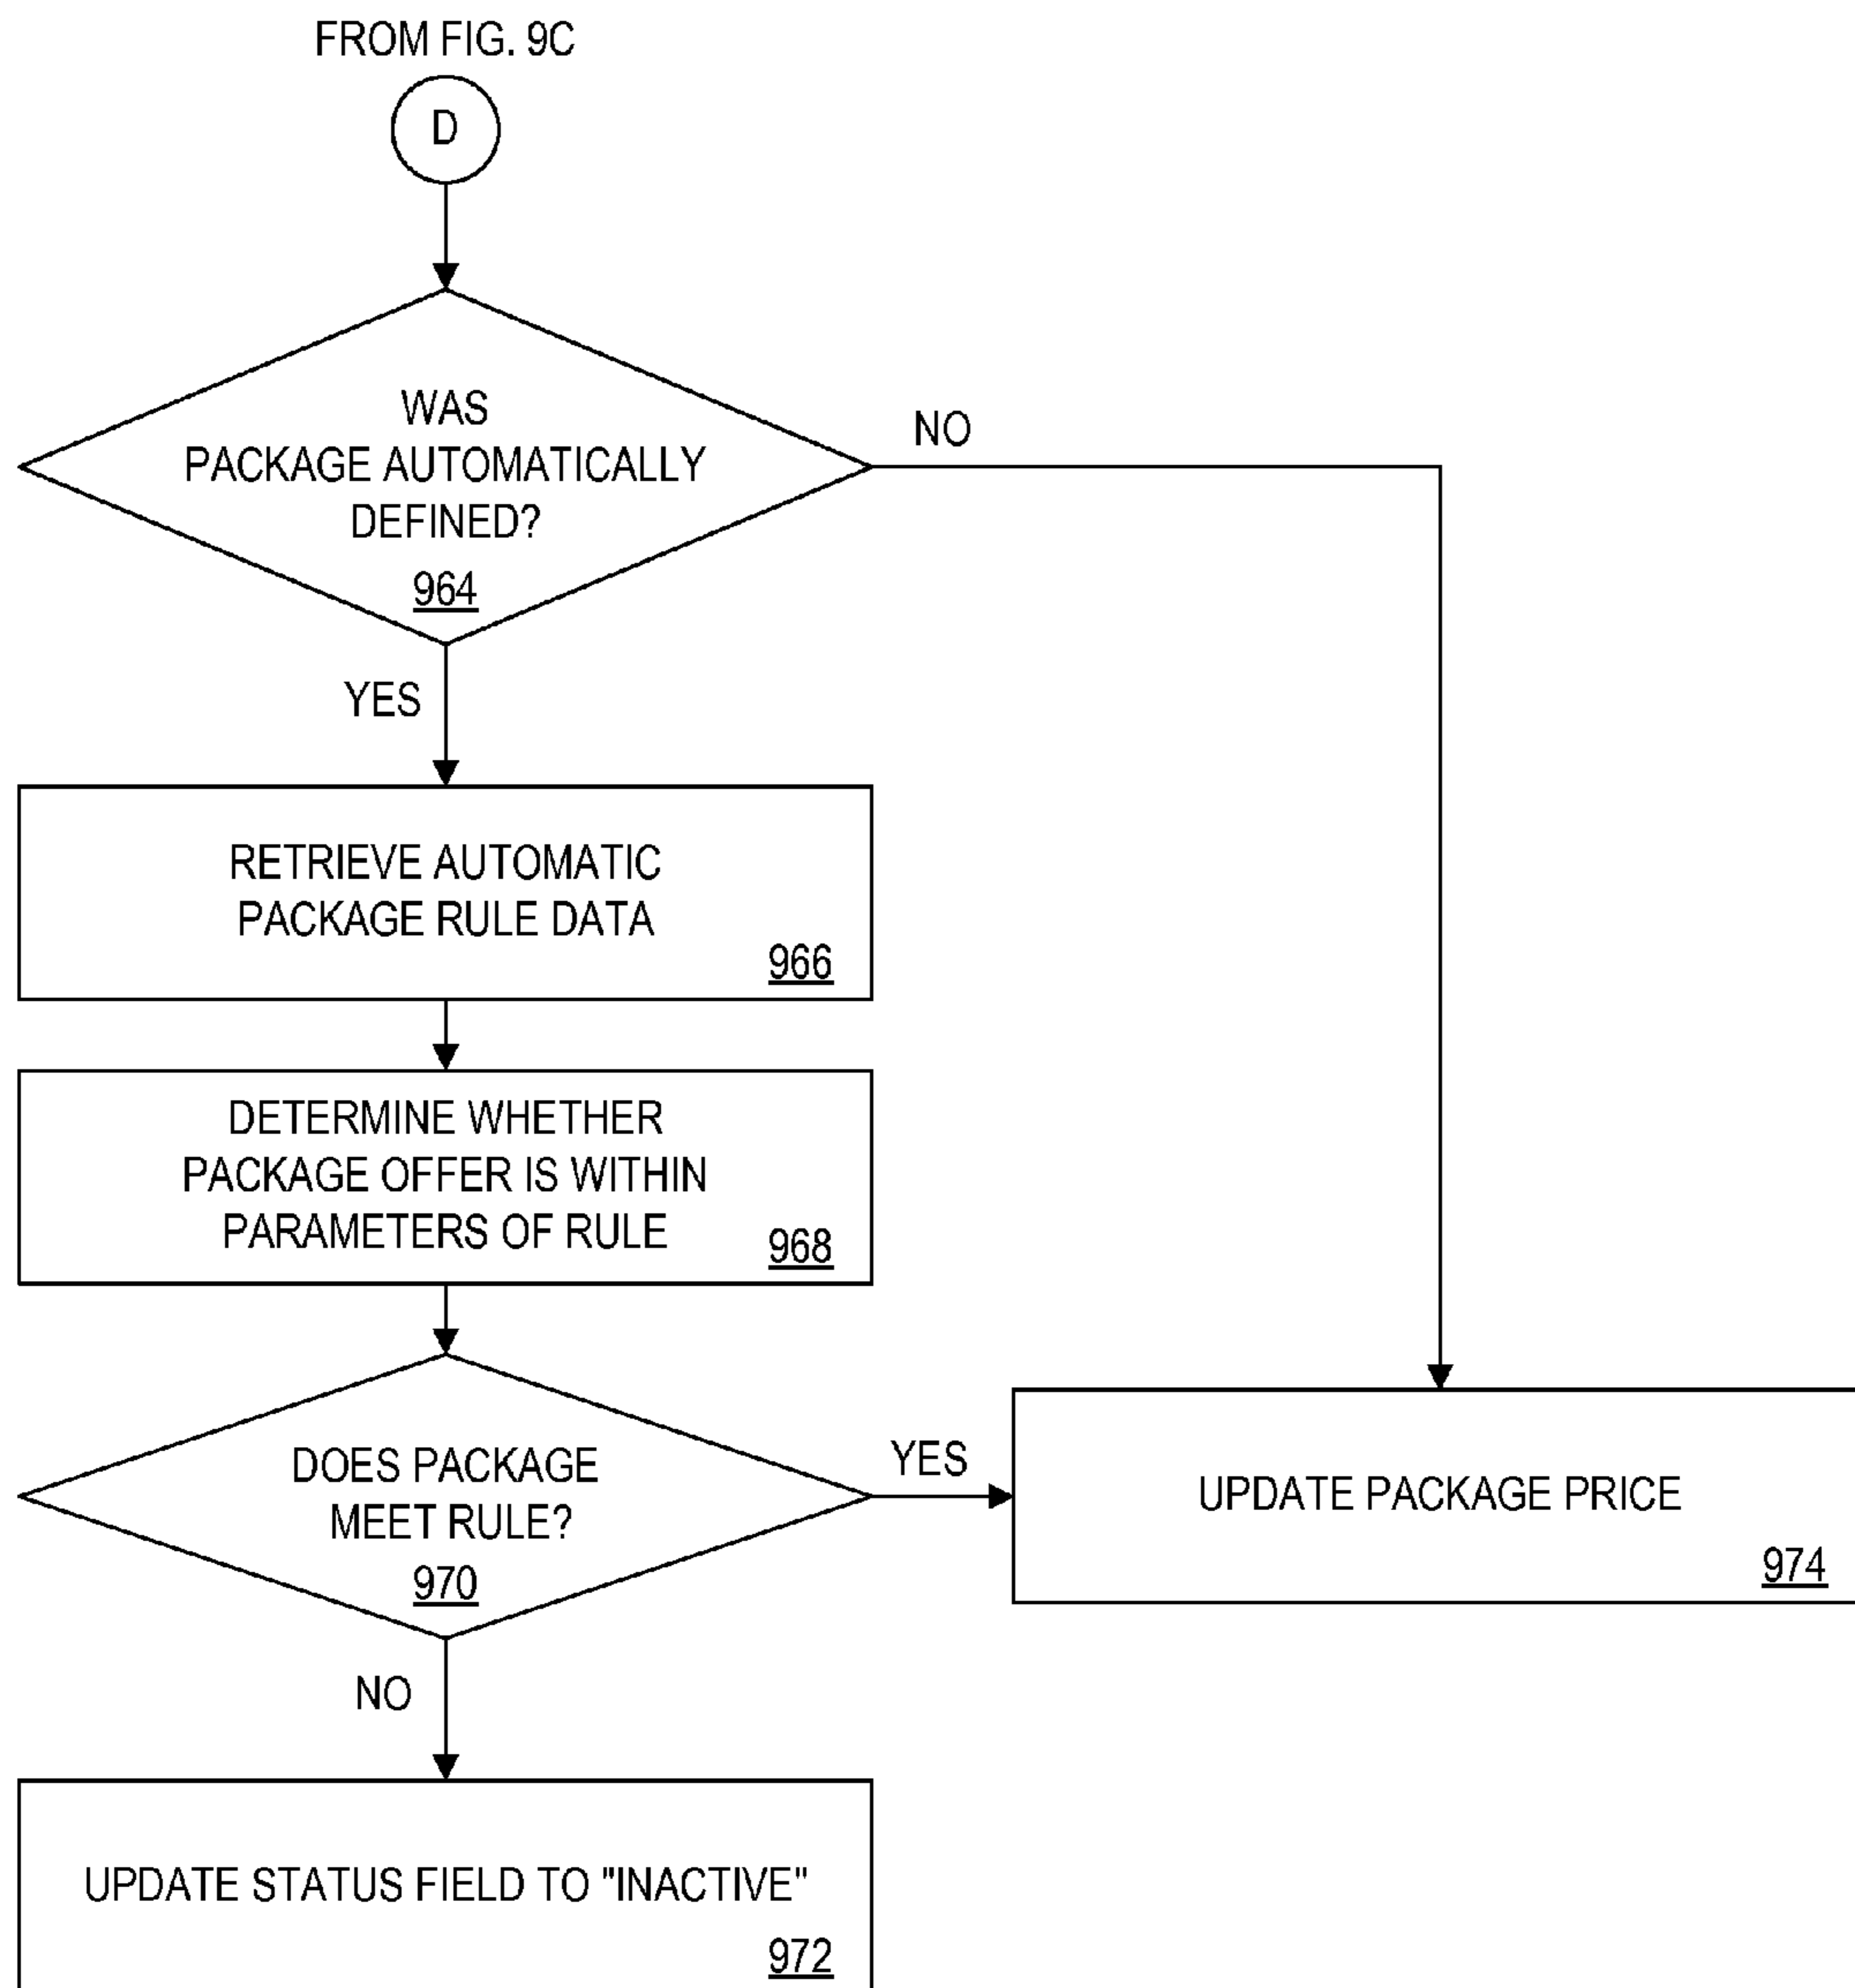 FROM FIG. 9C
D
WAS
PACKAGE AUTOMATICALLY
DEFINED?
964
NO
YES
RETRIEVE AUTOMATIC
PACKAGE RULE DATA
966
DETERMINE WHETHER
PACKAGE OFFER IS WITHIN
PARAMETERS OF RULE
968
DOES PACKAGE
MEET RULE?
970
YES
UPDATE PACKAGE PRICE
974
NO
UPDATE STATUS FIELD TO "INACTIVE"
972